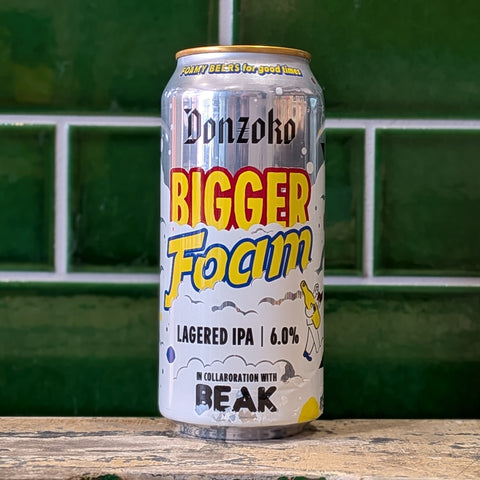 FOAMY BEERS for good times
Donzoko
BIGGER
Foam
LAGERED IPA | 6.0%
IN COLLABORATION WITH
BEAK